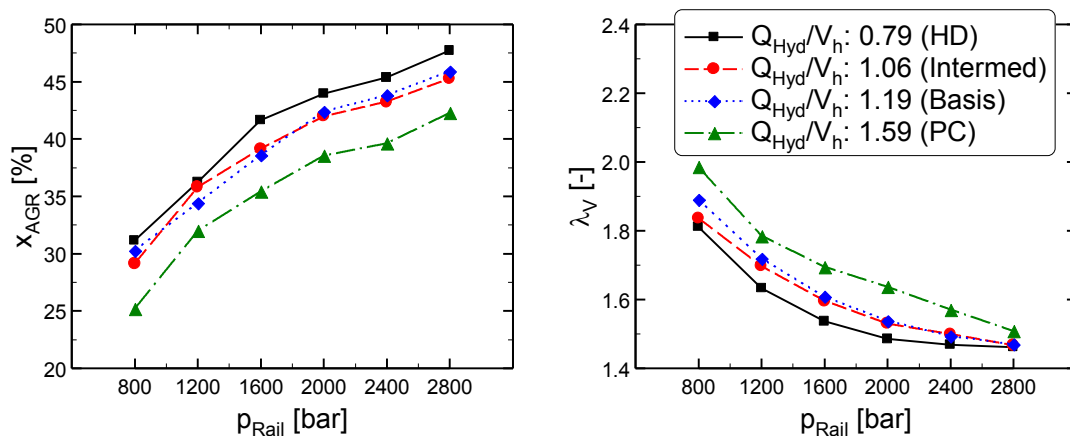 50
45
40
35
30
25
20
x_AGR [%]
800 1200 1600 2000 2400 2800
p_Rail [bar]
2.4
2.2
2.0
1.8
1.6
1.4
λ_V [-]
Q_Hyd/V_h: 0.79 (HD)
Q_Hyd/V_h: 1.06 (Intermed)
Q_Hyd/V_h: 1.19 (Basis)
Q_Hyd/V_h: 1.59 (PC)
800 1200 1600 2000 2400 2800
p_Rail [bar]